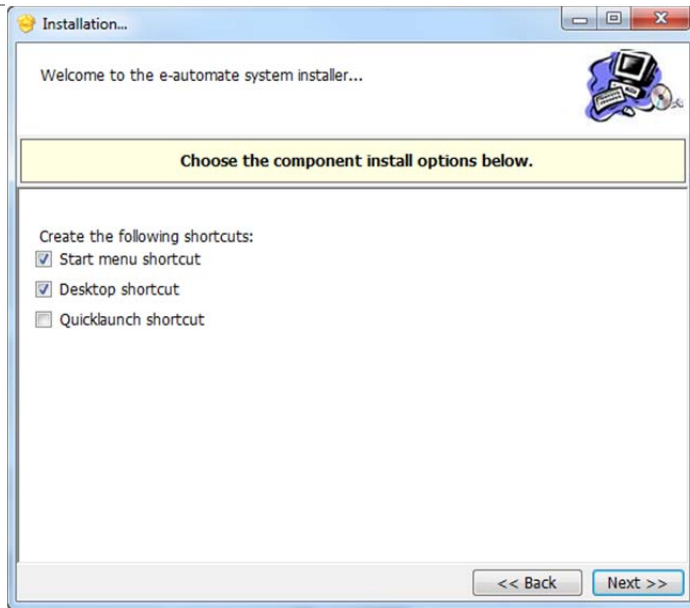 Installation...
Welcome to the e-automate system installer...
Choose the component install options below.
Create the following shortcuts:
Start menu shortcut
Desktop shortcut
Quicklaunch shortcut
<< Back Next >>